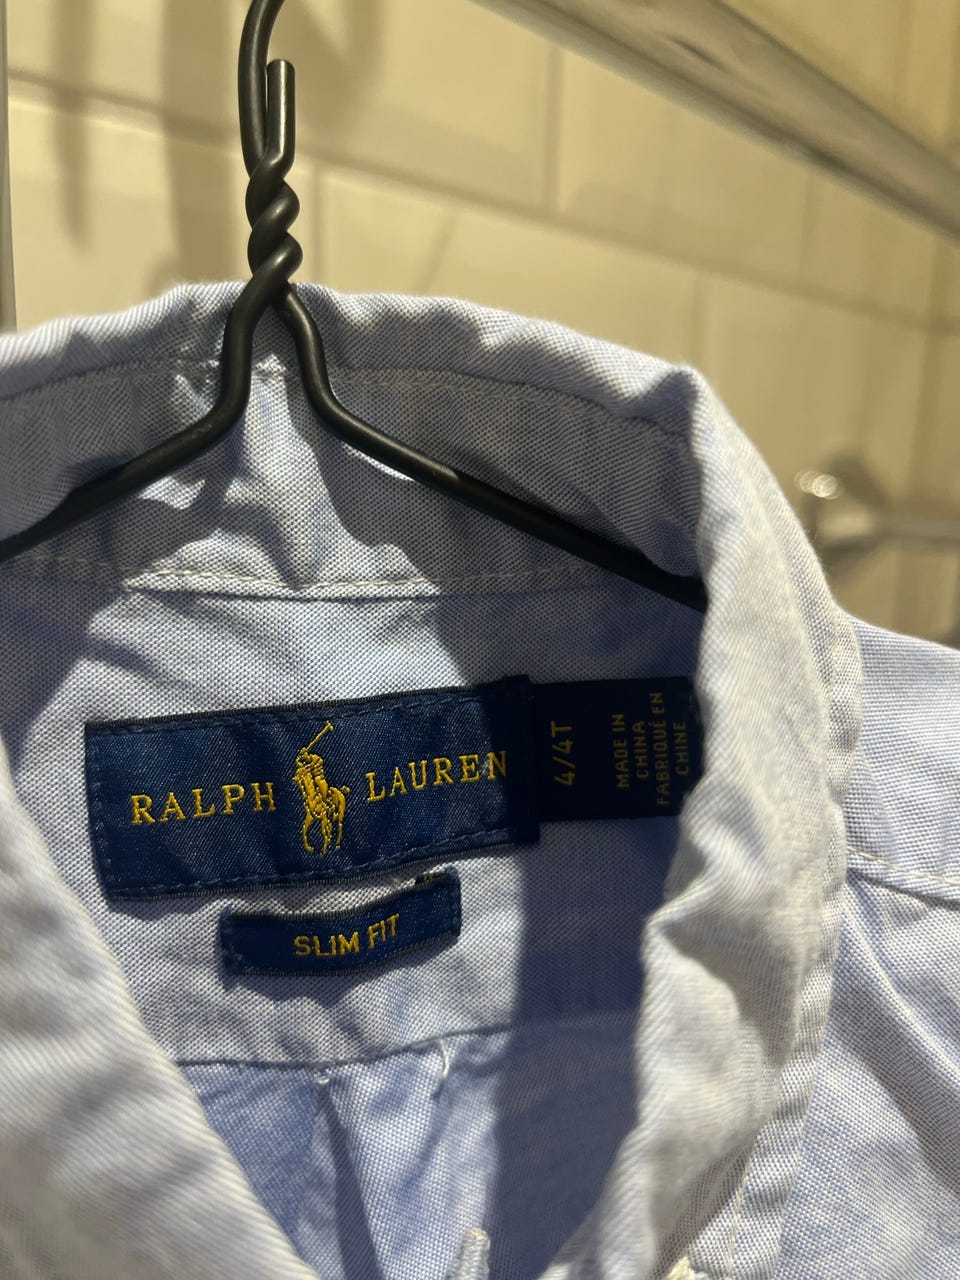 RALPH LAUREN
SLIM FIT
4/4T
MADE IN
CHINA
FABRIQUÉ EN
CHINE